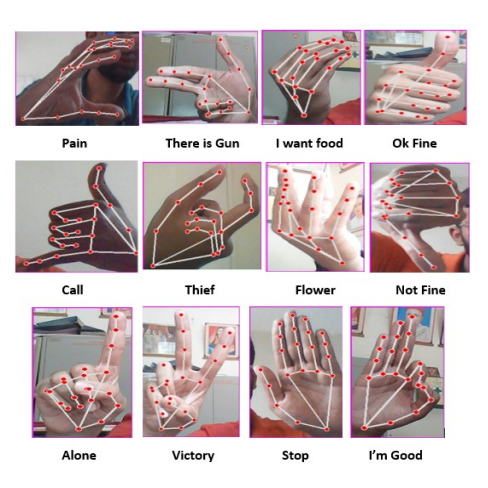 Pain There is Gun I want food Ok Fine
Call Thief Flower Not Fine
Alone Victory Stop I'm Good